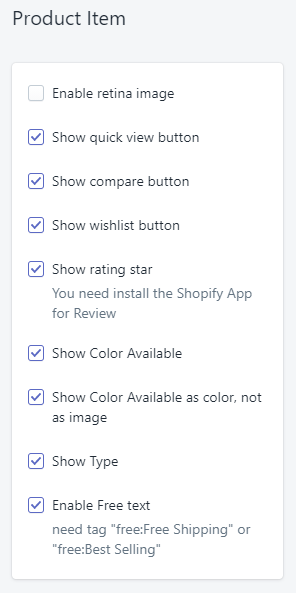 Product Item
Enable retina image
Show quick view button
Show compare button
Show wishlist button
Show rating star
You need install the Shopify App
for Review
Show Color Available
Show Color Available as color, not
as image
Show Type
Enable Free text
need tag "free:Free Shipping" or
"free:Best Selling"